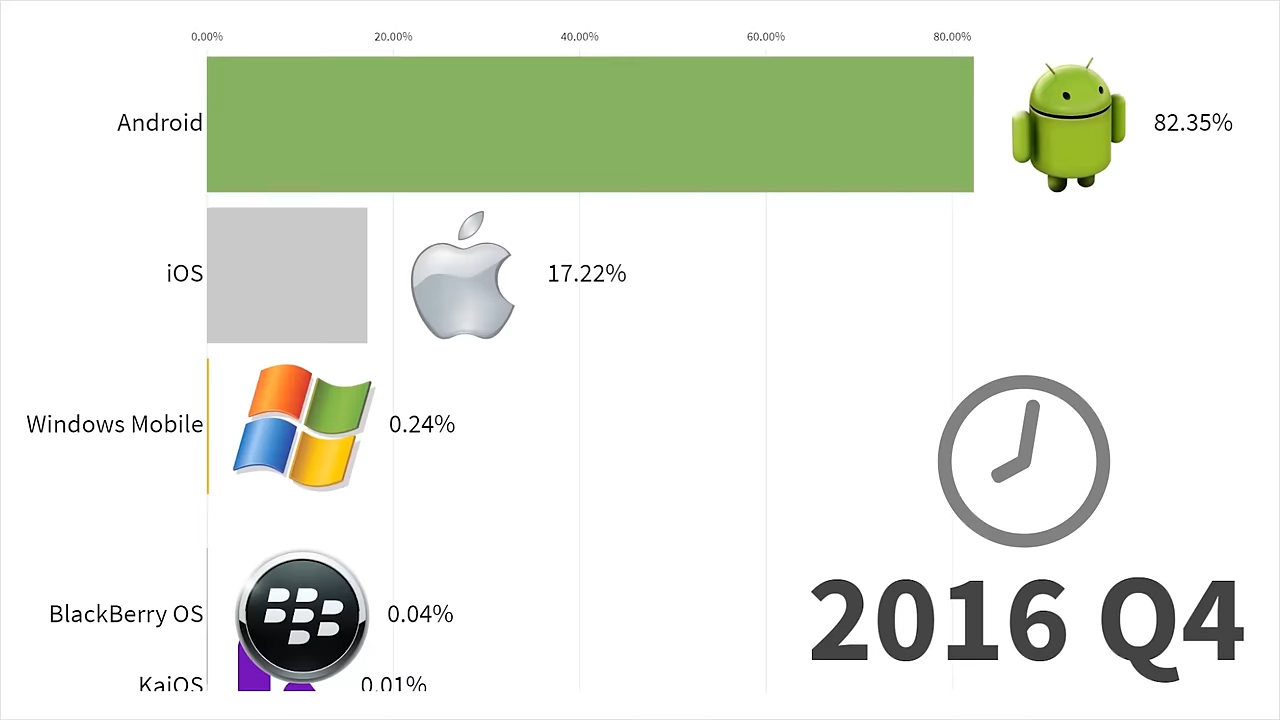 0.00% 20.00% 40.00% 60.00% 80.00%
Android 82.35%
iOS 17.22%
Windows Mobile 0.24%
BlackBerry OS 0.04%
KaiOS 0.01%
2016 Q4